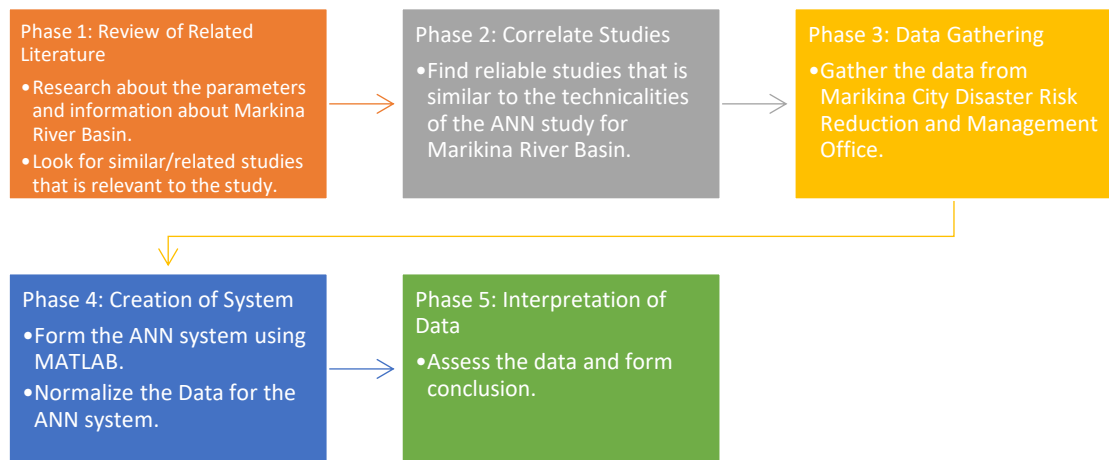 Phase 1: Review of Related
Literature
•Research about the parameters
and information about Markina
River Basin.
•Look for similar/related studies
that is relevant to the study.
Phase 2: Correlate Studies
•Find reliable studies that is
similar to the technicalities
of the ANN study for
Marikina River Basin.
Phase 3: Data Gathering
•Gather the data from
Marikina City Disaster Risk
Reduction and Management
Office.
Phase 4: Creation of System
•Form the ANN system using
MATLAB.
•Normalize the Data for the
ANN system.
Phase 5: Interpretation of
Data
•Assess the data and form
conclusion.